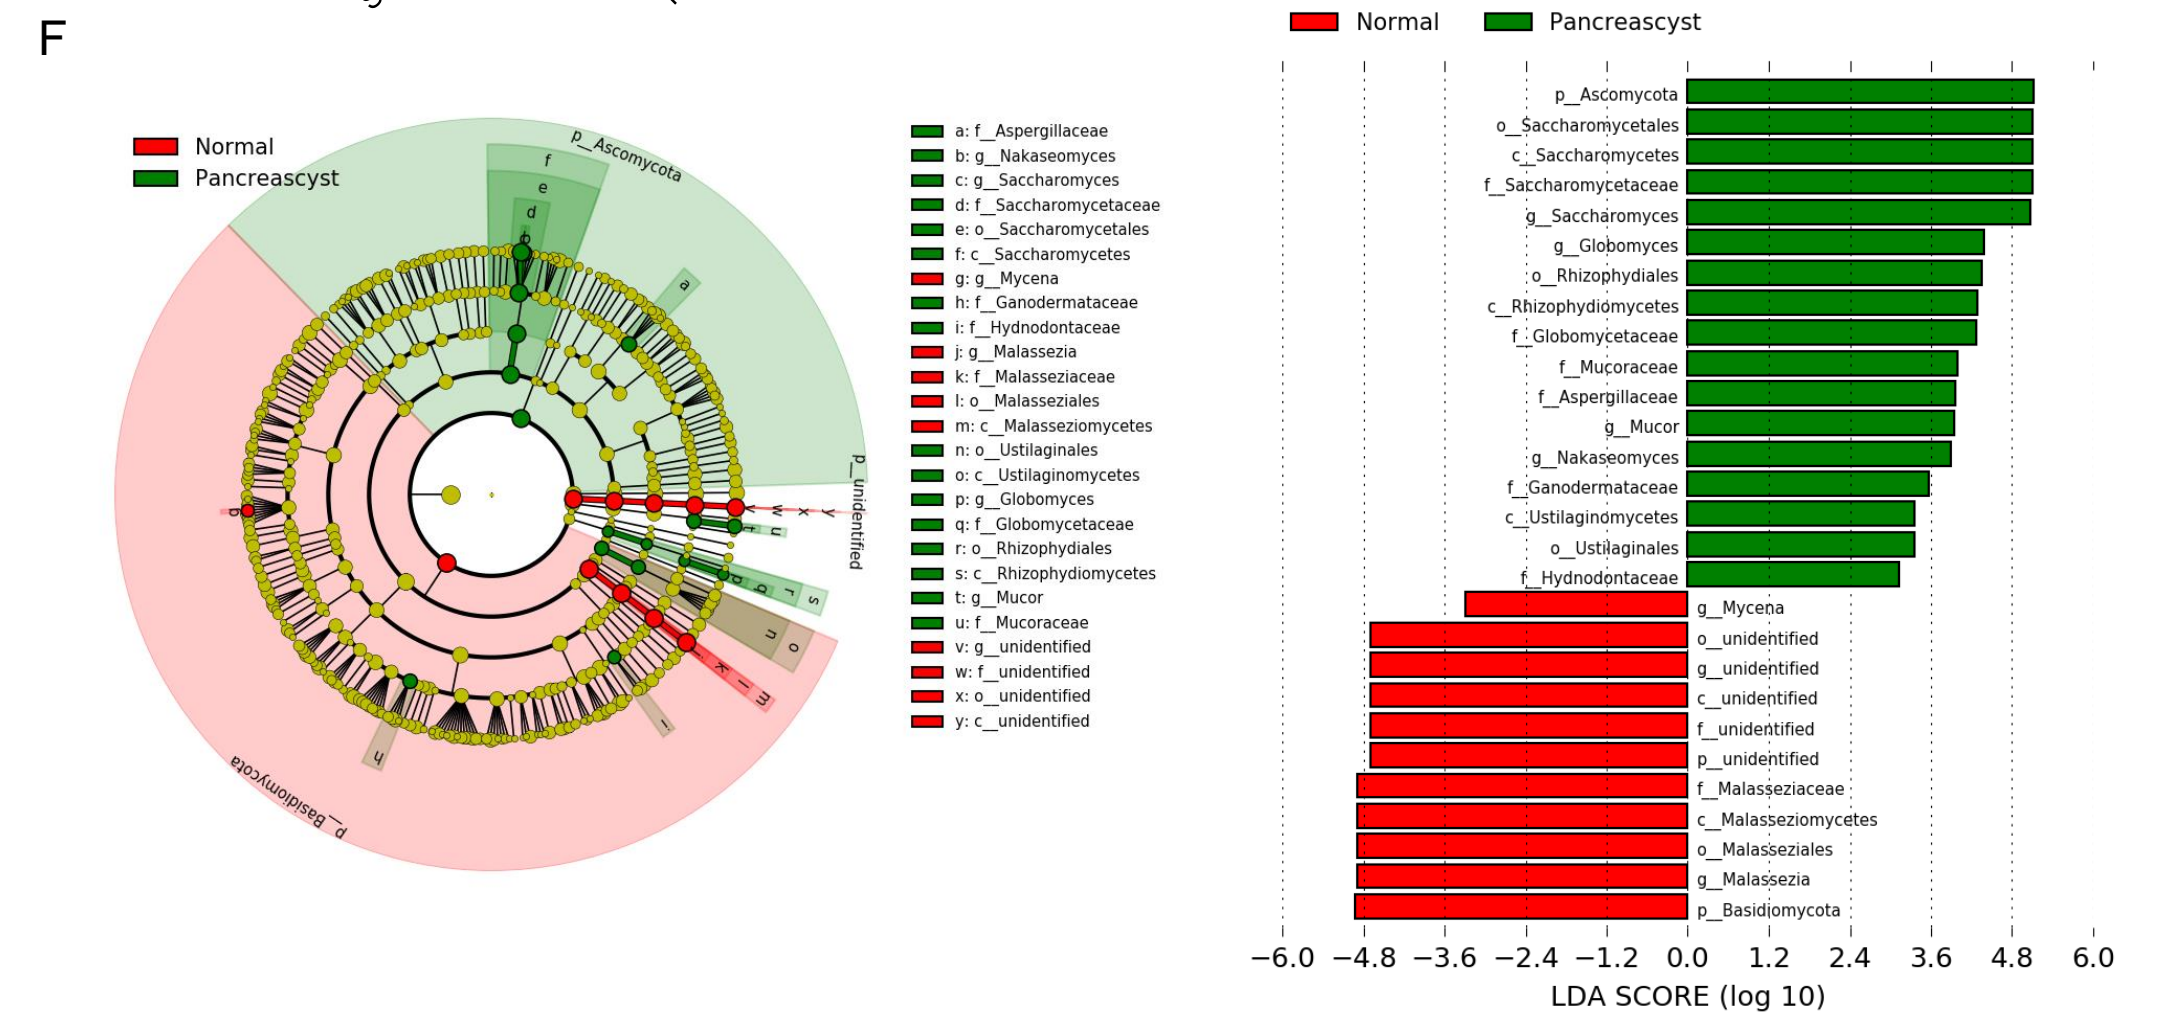 F
Normal
Pancreascyst
p__Ascomycota
p__unidentified
p__Basidiomycota
f
e
d
a
g
h
i
k
l
m
n
o
p
q
r
s
t
u
v
w
x
y
a: f__Aspergillaceae
b: g__Nakaseomyces
c: g__Saccharomyces
d: f__Saccharomycetaceae
e: o__Saccharomycetales
f: c__Saccharomycetes
g: g__Mycena
h: f__Ganodermataceae
i: f__Hydnodontaceae
j: g__Malassezia
k: f__Malasseziaceae
l: o__Malasseziales
m: c__Malasseziomycetes
n: o__Ustilaginales
o: c__Ustilaginomycetes
p: g__Globomyces
q: f__Globomycetaceae
r: o__Rhizophydiales
s: c__Rhizophydiomycetes
t: g__Mucor
u: f__Mucoraceae
v: g__unidentified
w: f__unidentified
x: o__unidentified
y: c__unidentified
Normal Pancreascyst
p__Ascomycota
o__Saccharomycetales
c__Saccharomycetes
f__Saccharomycetaceae
g__Saccharomyces
g__Globomyces
o__Rhizophydiales
c__Rhizophydiomycetes
f__Globomycetaceae
f__Mucoraceae
f__Aspergillaceae
g__Mucor
g__Nakaseomyces
f__Ganodermataceae
c__Ustilaginomycetes
o__Ustilaginales
f__Hydnodontaceae
g__Mycena
o__unidentified
g__unidentified
c__unidentified
f__unidentified
p__unidentified
f__Malasseziaceae
c__Malasseziomycetes
o__Malasseziales
g__Malassezia
p__Basidiomycota
−6.0 −4.8 −3.6 −2.4 −1.2 0.0 1.2 2.4 3.6 4.8 6.0
LDA SCORE (log 10)